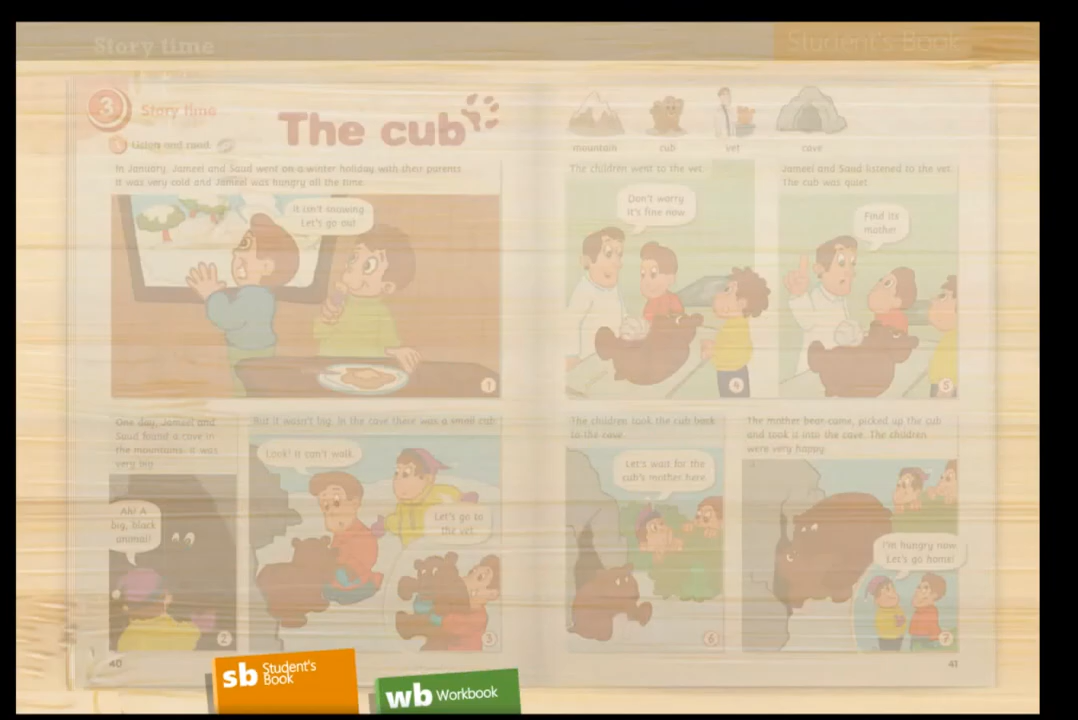 Story time
Student's Book
3
Story time
Listen and read.
The cub
In January, Jameel and Saud went on a winter holiday with their parents.
It was very cold and Jameel was hungry all the time.
It isn't snowing.
Let's go out.
1
One day, Jameel and
Saud found a cave in
the mountains. It was
very big.
Ah! A
big, black
animal!
2
But it wasn't big. In the cave there was a small cub.
Look! It can't walk.
Let's go to
the vet.
3
40
mountain
cub
vet
cave
The children went to the vet.
Don't worry.
It's fine now.
4
Jameel and Saud listened to the vet.
The cub was quiet.
Find its
mother.
5
The children took the cub back
to the cave.
Let's wait for the
cub's mother here.
6
The mother bear came, picked up the cub
and took it into the cave. The children
were very happy.
I'm hungry now.
Let's go home!
7
41
sb Student's
Book
wb Workbook